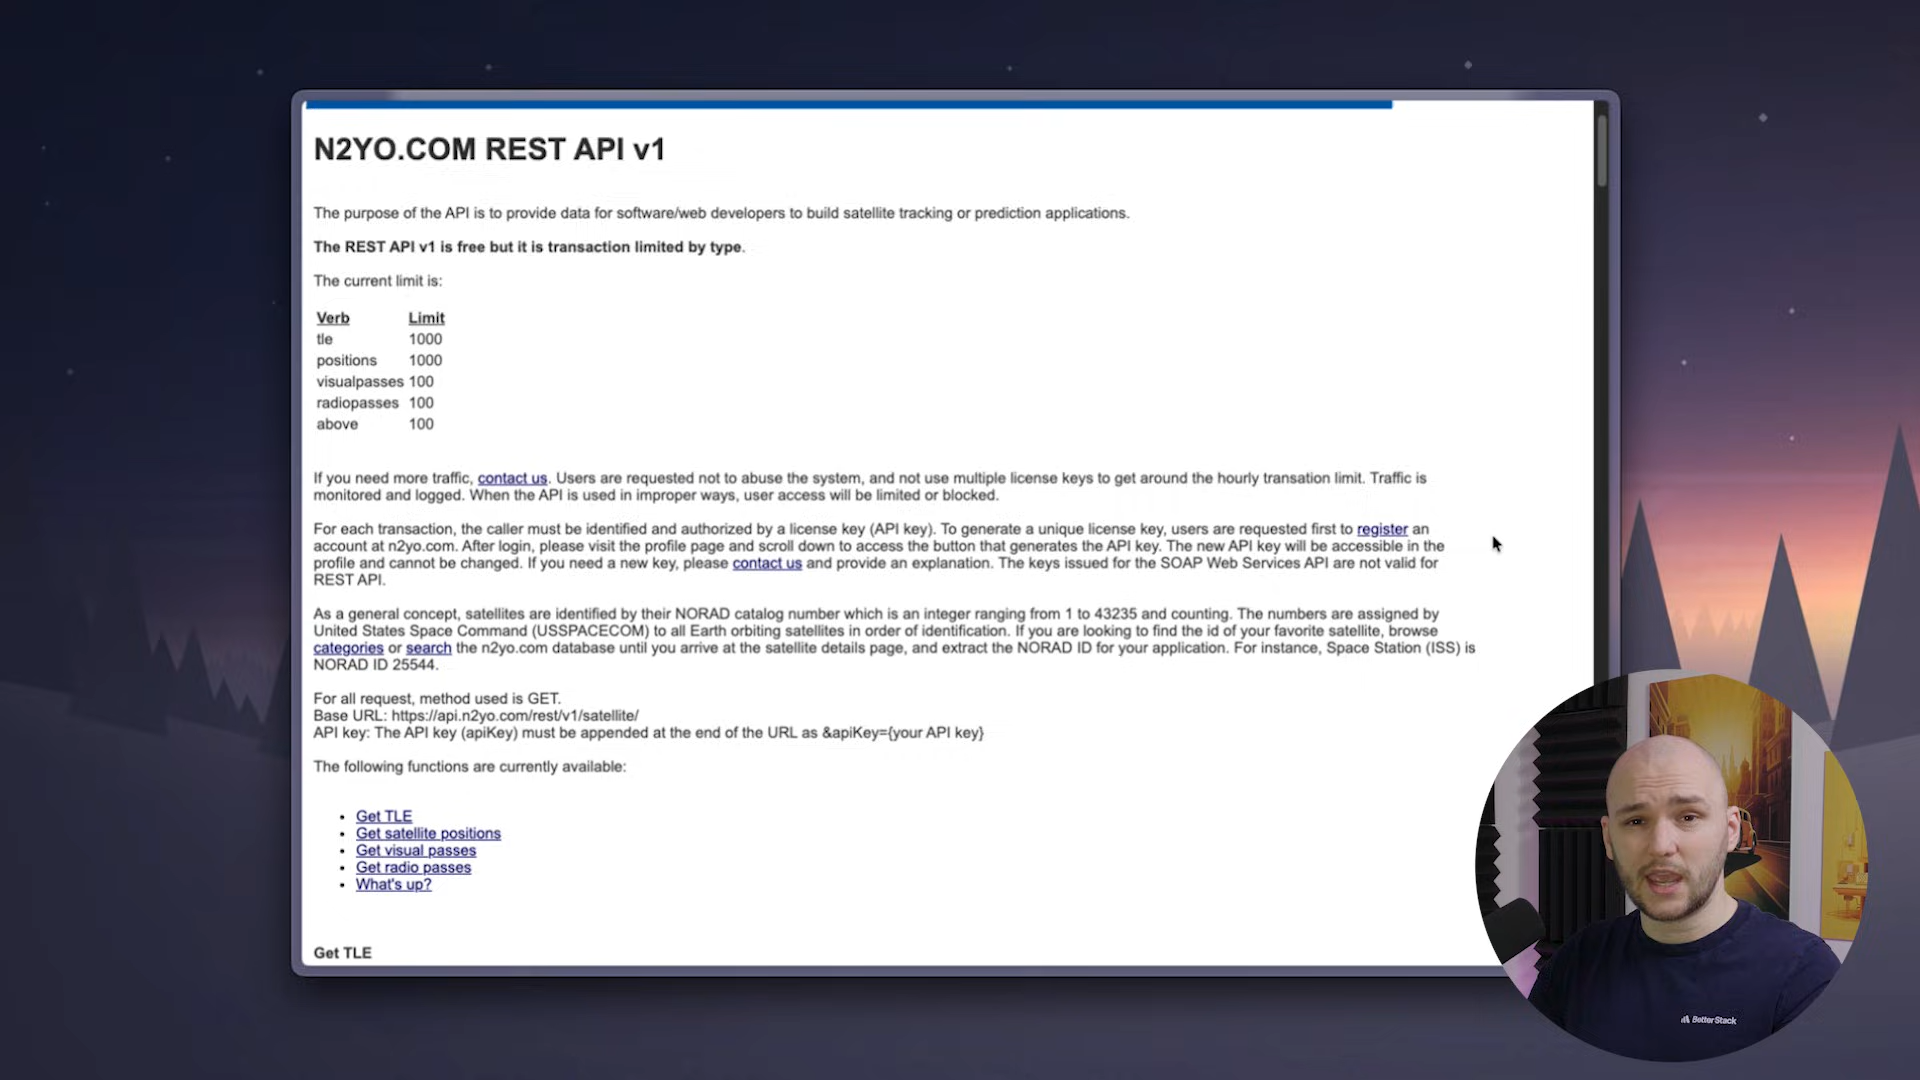 N2YO.COM REST API v1
The purpose of the API is to provide data for software/web developers to build satellite tracking or prediction applications.
The REST API v1 is free but it is transaction limited by type.
The current limit is:
Verb Limit
tle 1000
positions 1000
visualpasses 100
radiopasses 100
above 100
If you need more traffic, contact us. Users are requested not to abuse the system, and not use multiple license keys to get around the hourly transation limit. Traffic is
monitored and logged. When the API is used in improper ways, user access will be limited or blocked.
For each transaction, the caller must be identified and authorized by a license key (API key). To generate a unique license key, users are requested first to register an
account at n2yo.com. After login, please visit the profile page and scroll down to access the button that generates the API key. The new API key will be accessible in the
profile and cannot be changed. If you need a new key, please contact us and provide an explanation. The keys issued for the SOAP Web Services API are not valid for
REST API.
As a general concept, satellites are identified by their NORAD catalog number which is an integer ranging from 1 to 43235 and counting. The numbers are assigned by
United States Space Command (USSPACECOM) to all Earth orbiting satellites in order of identification. If you are looking to find the id of your favorite satellite, browse
categories or search the n2yo.com database until you arrive at the satellite details page, and extract the NORAD ID for your application. For instance, Space Station (ISS) is
NORAD ID 25544.
For all request, method used is GET.
Base URL: https://api.n2yo.com/rest/v1/satellite/
API key: The API key (apiKey) must be appended at the end of the URL as &apiKey={your API key}
The following functions are currently available:
• Get TLE
• Get satellite positions
• Get visual passes
• Get radio passes
• What's up?
Get TLE
Better Stack